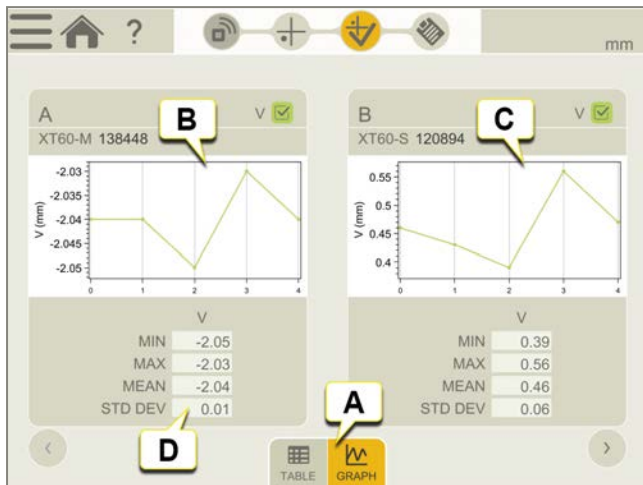 ?
mm
A V
XT60-M 138448
B
V (mm)
-2.03
-2.035
-2.04
-2.045
-2.05
0 1 2 3 4
V
MIN -2.05
MAX -2.03
MEAN -2.04
STD DEV 0.01
D
B V
XT60-S 120894
C
V (mm)
0.55
0.5
0.45
0.4
0 1 2 3 4
V
MIN 0.39
MAX 0.56
MEAN 0.46
STD DEV 0.06
A
TABLE GRAPH